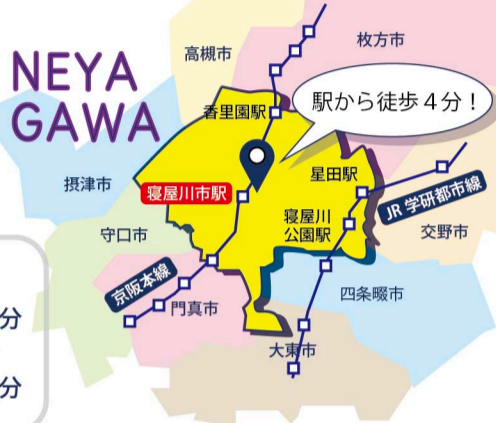 NEYA
GAWA
高槻市
枚方市
駅から徒歩４分！
香里園駅
摂津市
寝屋川市駅
星田駅
JR 学研都市線
守口市
寝屋川
公園駅
交野市
京阪本線
門真市
四条畷市
大東市
分
分